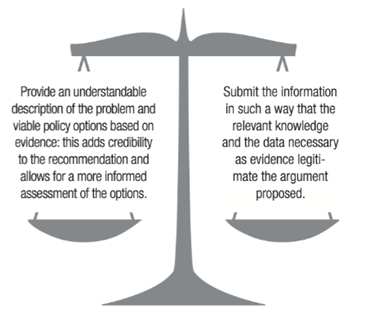 Provide an understandable
description of the problem and
viable policy options based on
evidence: this adds credibility
to the recommendation and
allows for a more informed
assessment of the options.
Submit the information
in such a way that the
relevant knowledge
and the data necessary
as evidence legiti-
mate the argument
proposed.